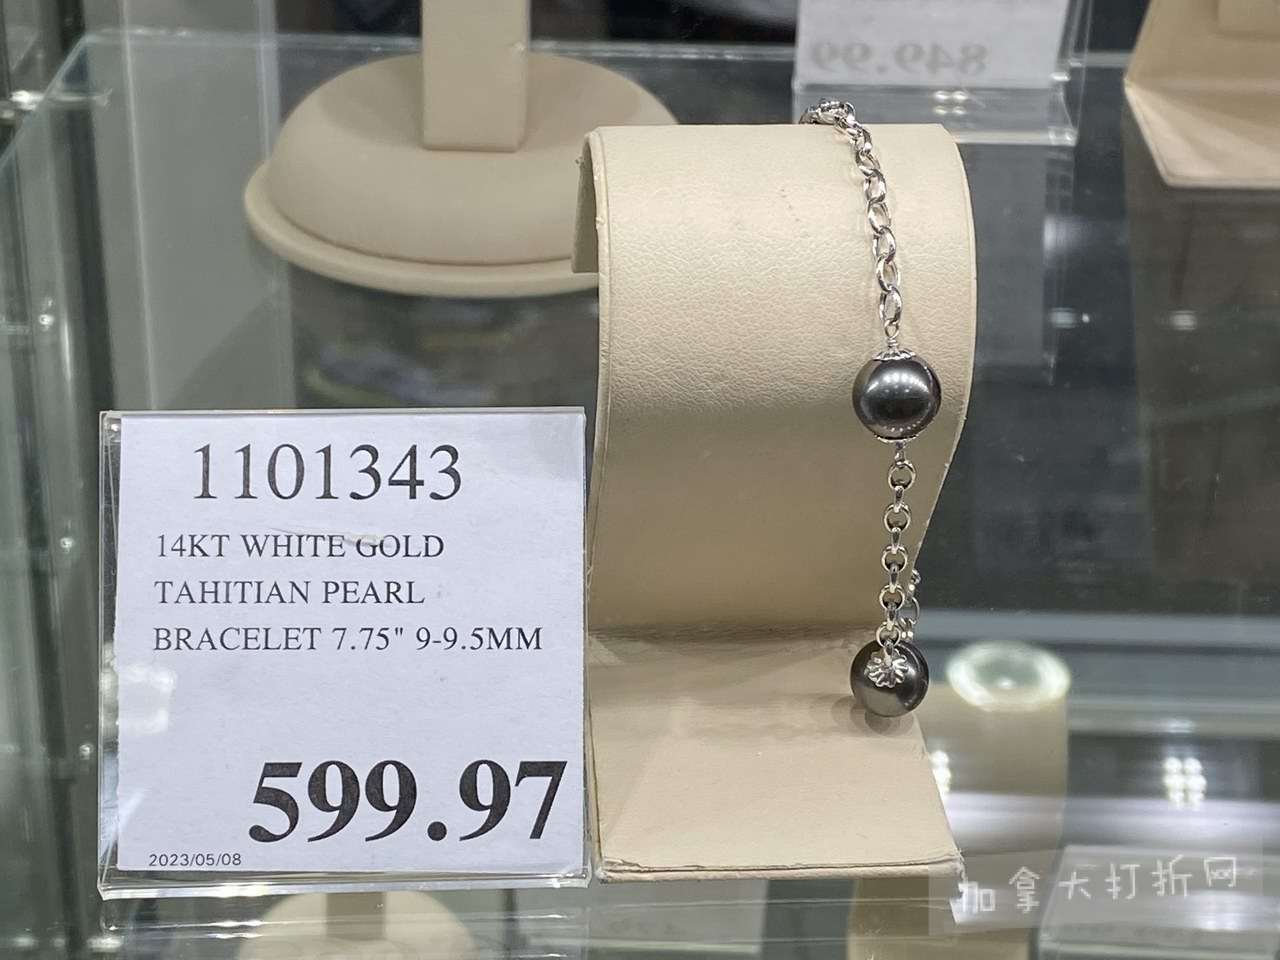 849.99
1101343
14KT WHITE GOLD
TAHITIAN PEARL
BRACELET 7.75" 9-9.5MM
599.97
2023/05/08
加拿大打折网